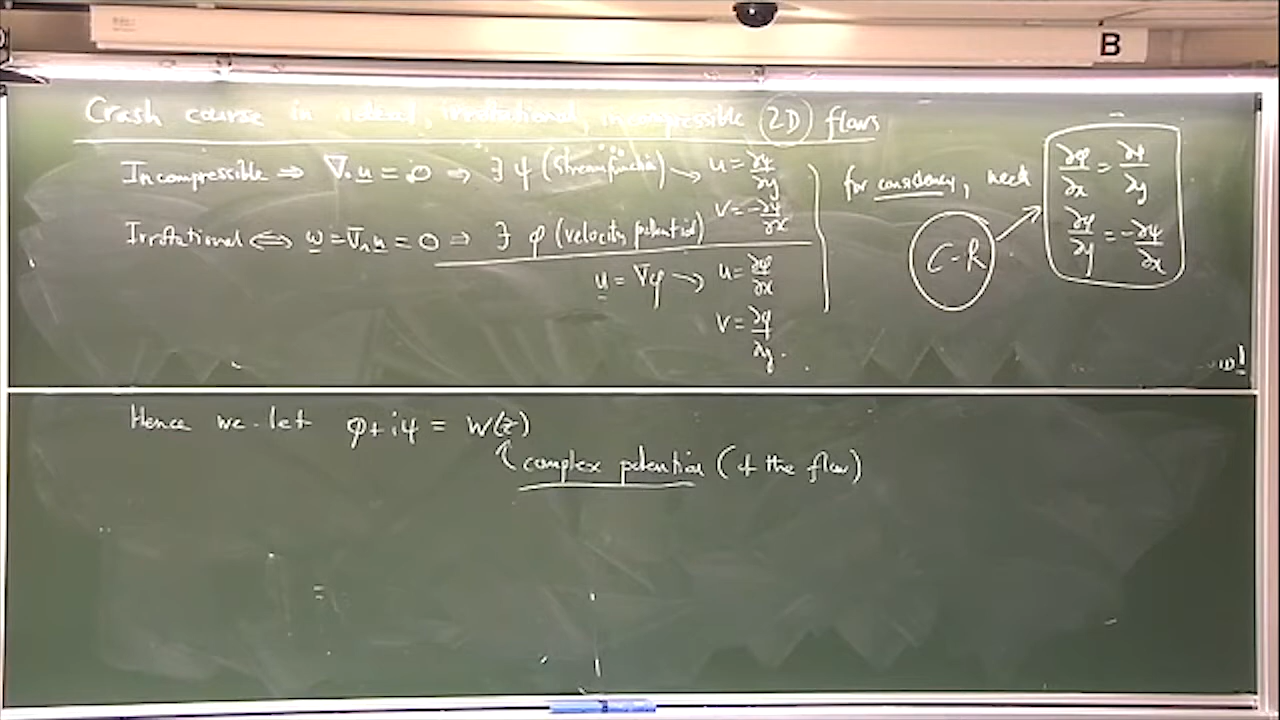 B
Crash course in ideal, irrotational, incompressible 2D flows
Incompressible ⇒ ∇·u = 0 ⇒ ∃ ψ (streamfunction) → u = ∂ψ/∂y
v = -∂ψ/∂x
Irrotational ⇔ ω = ∇∧u = 0 ⇒ ∃ φ (velocity potential)
u = ∇φ → u = ∂φ/∂x
v = ∂φ/∂y.
for consistency, need
∂φ/∂x = ∂ψ/∂y
∂φ/∂y = -∂ψ/∂x
C-R
Hence we let φ + iψ = W(z)
complex potential (of the flow)